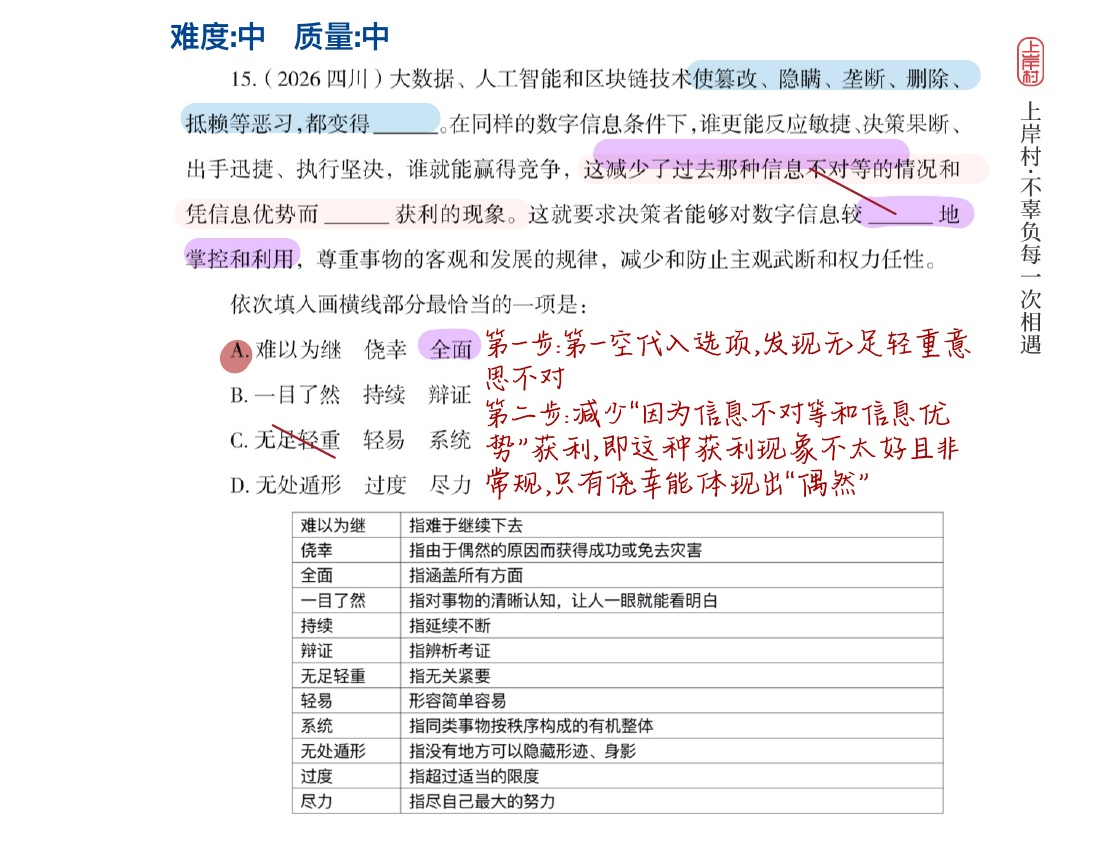 难度:中 质量:中
15.（2026 四川）大数据、人工智能和区块链技术使篡改、隐瞒、垄断、删除、
抵赖等恶习,都变得______。在同样的数字信息条件下,谁更能反应敏捷、决策果断、
出手迅捷、执行坚决，谁就能赢得竞争，这减少了过去那种信息不对等的情况和
凭信息优势而______获利的现象。这就要求决策者能够对数字信息较______地
掌控和利用，尊重事物的客观和发展的规律，减少和防止主观武断和权力任性。
依次填入画横线部分最恰当的一项是：
A. 难以为继 侥幸 全面
B. 一目了然 持续 辩证
C. 无足轻重 轻易 系统
D. 无处遁形 过度 尽力
第一步:第一空代入选项,发现无足轻重意
思不对
第二步:减少“因为信息不对等和信息优
势”获利,即这种获利现象不太好且非
常规,只有侥幸能体现出“偶然”
难以为继 指难于继续下去
侥幸 指由于偶然的原因而获得成功或免去灾害
全面 指涵盖所有方面
一目了然 指对事物的清晰认知，让人一眼就能看明白
持续 指延续不断
辩证 指辨析考证
无足轻重 指无关紧要
轻易 形容简单容易
系统 指同类事物按秩序构成的有机整体
无处遁形 指没有地方可以隐藏形迹、身影
过度 指超过适当的限度
尽力 指尽自己最大的努力
上岸村
上岸村·不辜负每一次相遇